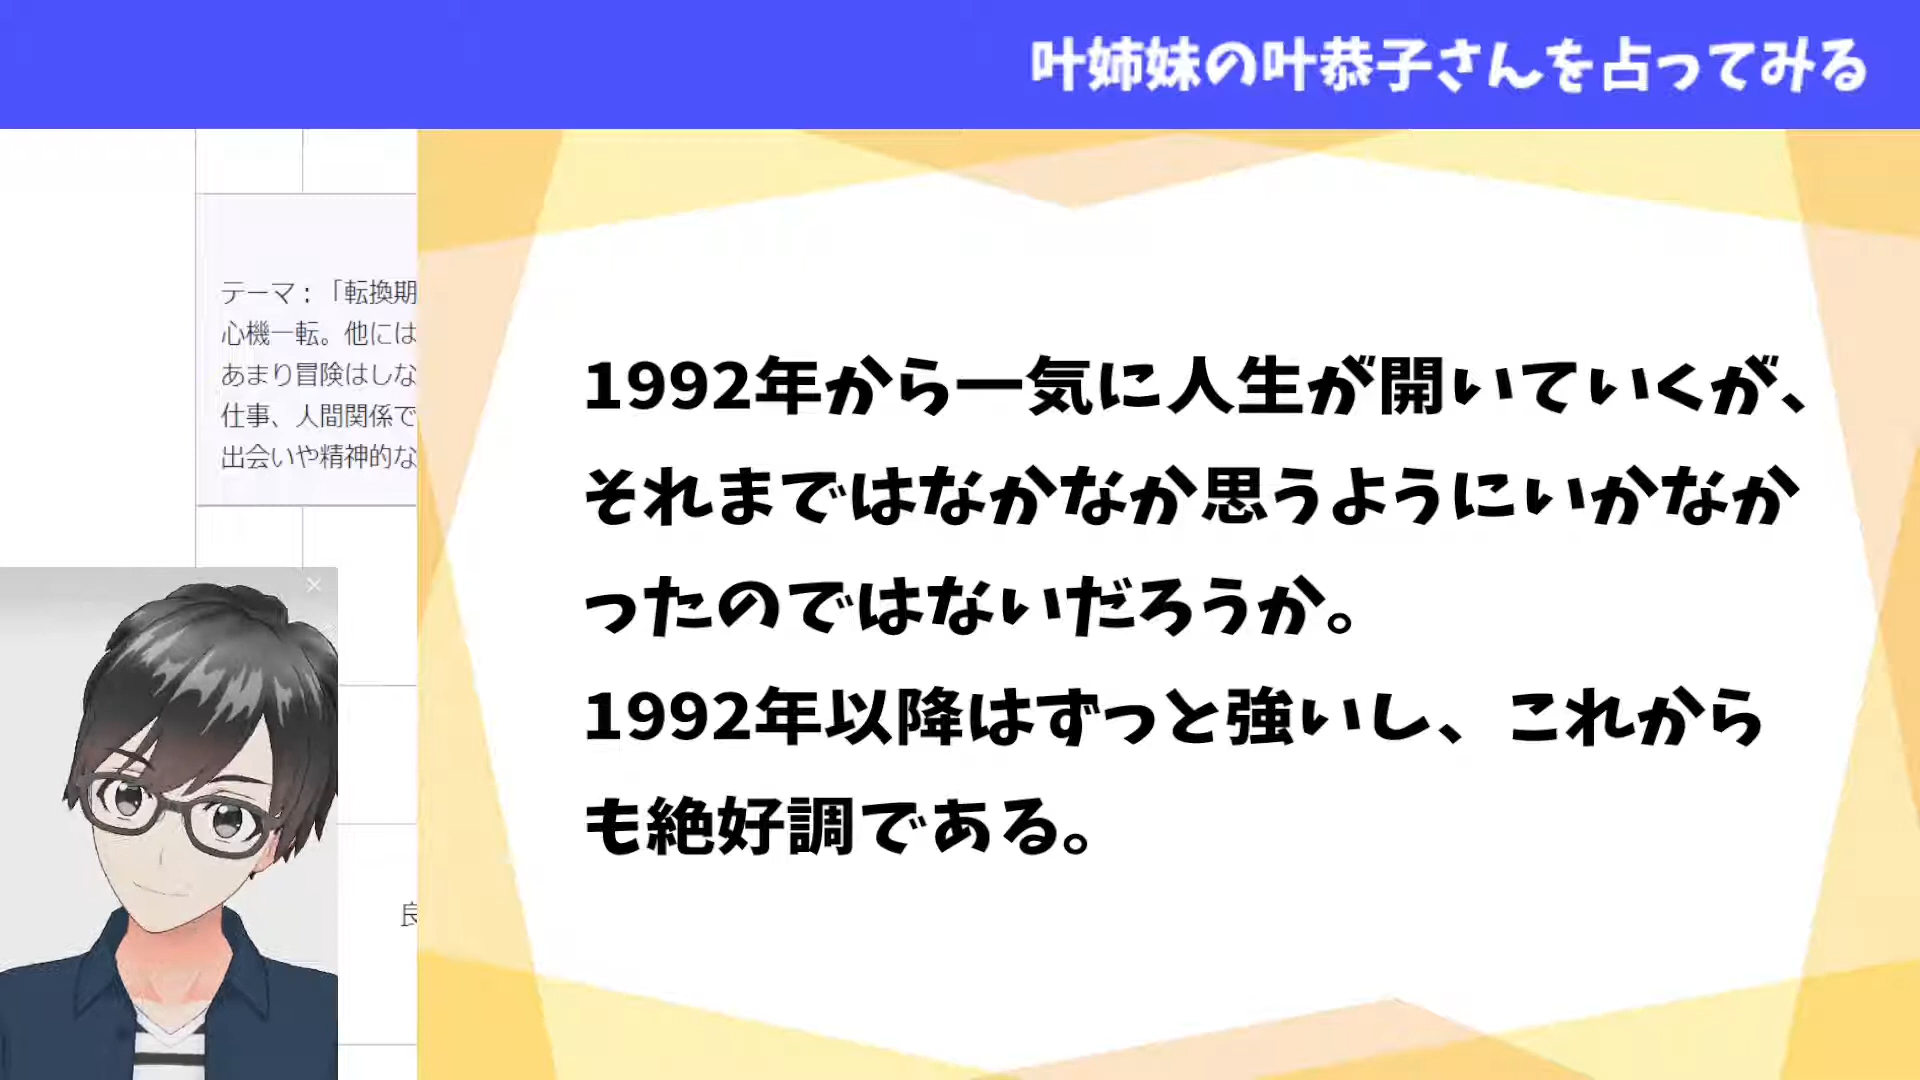 叶姉妹の叶恭子さんを占ってみる
テーマ：「転換期
心機一転。他には
あまり冒険はしな
仕事、人間関係で
出会いや精神的な
1992年から一気に人生が開いていくが、
それまではなかなか思うようにいかなか
ったのではないだろうか。
1992年以降はずっと強いし、これから
も絶好調である。